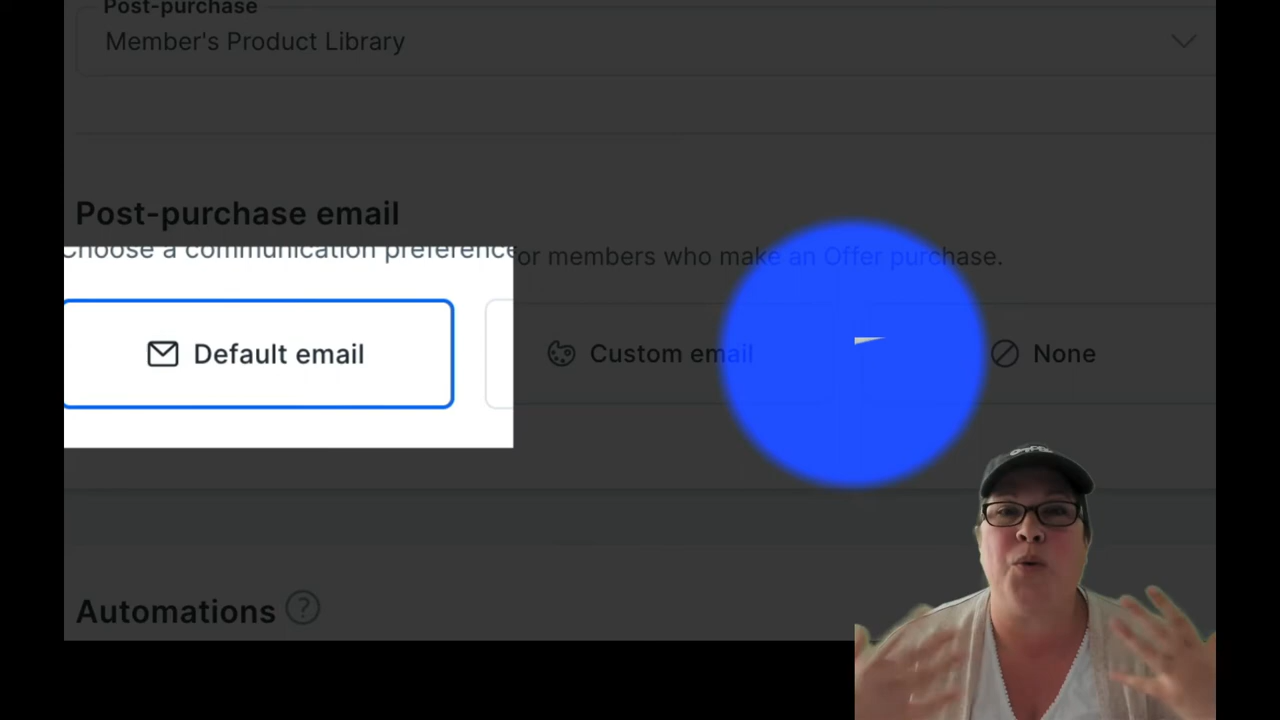 Post-purchase
Member's Product Library
Post-purchase email
Choose a communication preference or members who make an Offer purchase.
Default email
Custom email
None
Automations ?